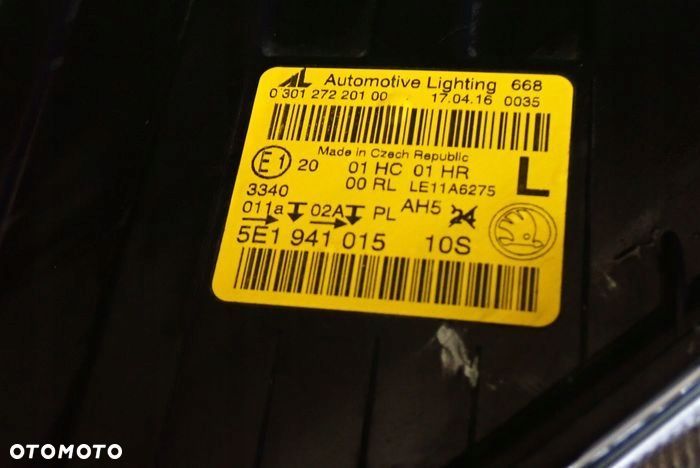 AL Automotive Lighting 668
0 301 272 201 00 17.04.16 0035
Made in Czech Republic
E1 20 01 HC 01 HR L
00 RL LE11A6275
3340
011a 02A PL AH5 24
5E1 941 015 10S
OTOMOTO